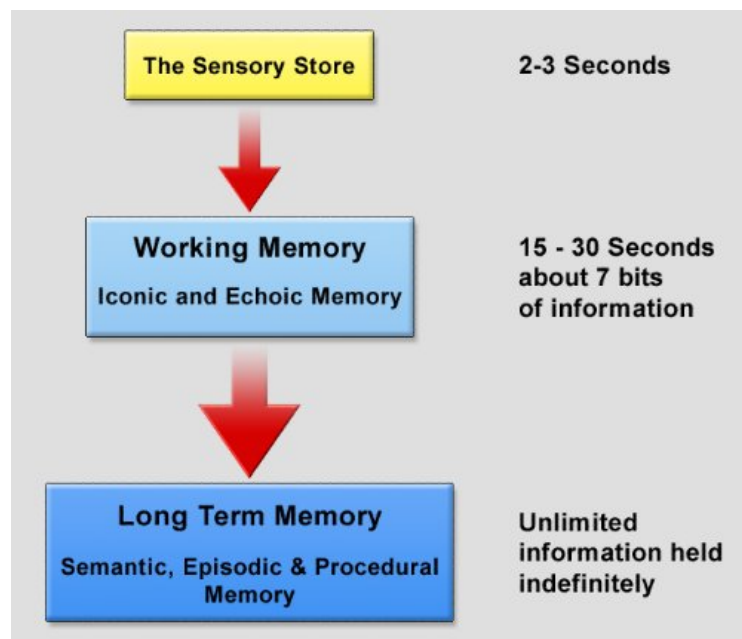 The Sensory Store
2-3 Seconds
Working Memory
Iconic and Echoic Memory
15 - 30 Seconds
about 7 bits
of information
Long Term Memory
Semantic, Episodic & Procedural
Memory
Unlimited
information held
indefinitely